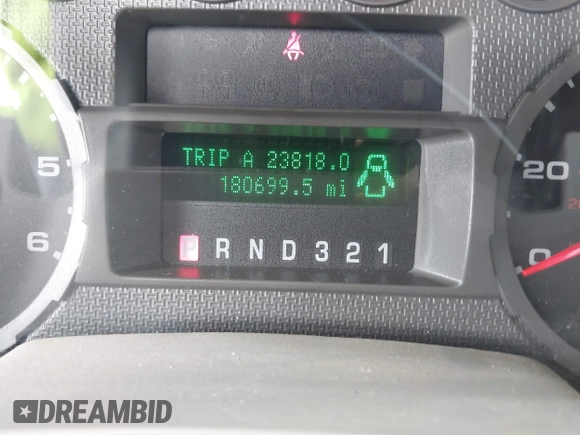 TRIP A 23818.0
180699.5 mi
5
20
P R N D 3 2 1
6
0
DREAMBID